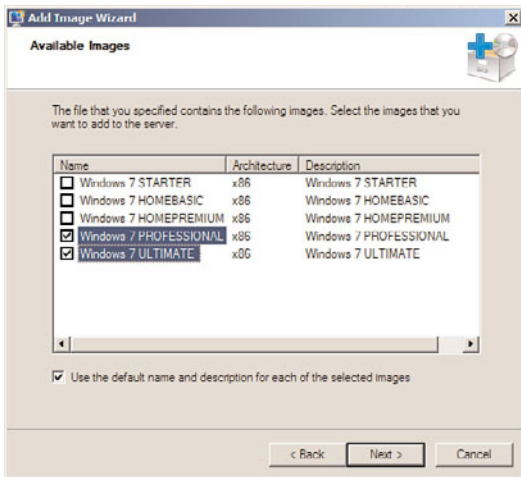 Add Image Wizard
Available Images
The file that you specified contains the following images. Select the images that you
want to add to the server.
Name Architecture Description
Windows 7 STARTER x86 Windows 7 STARTER
Windows 7 HOMEBASIC x86 Windows 7 HOMEBASIC
Windows 7 HOMEPREMIUM x86 Windows 7 HOMEPREMIUM
Windows 7 PROFESSIONAL x86 Windows 7 PROFESSIONAL
Windows 7 ULTIMATE x86 Windows 7 ULTIMATE
Use the default name and description for each of the selected images
< Back Next > Cancel